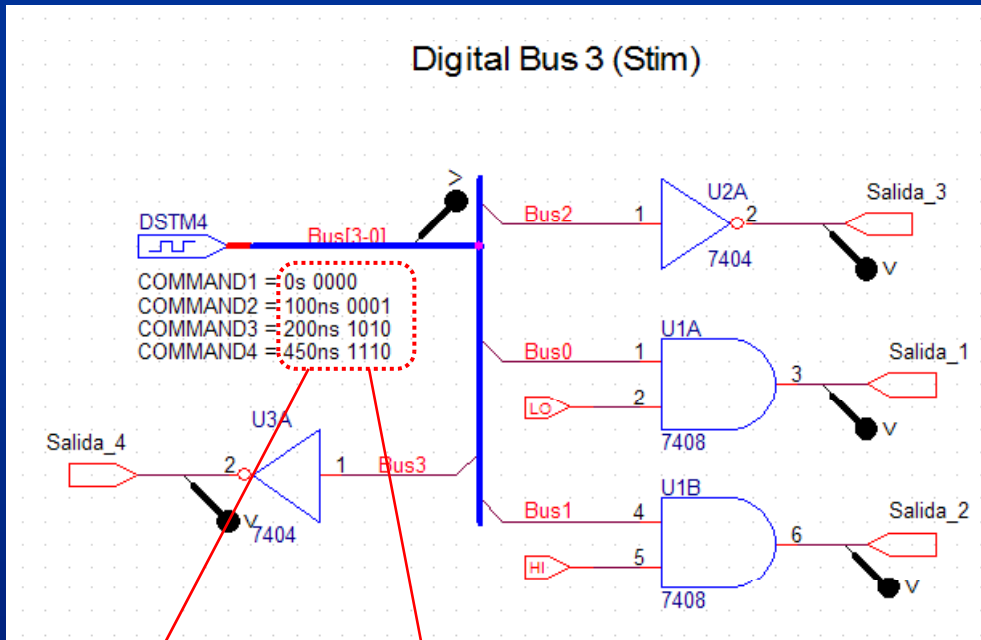 Digital Bus 3 (Stim)
DSTM4
Bus[3-0]
COMMAND1 = 0s 0000
COMMAND2 = 100ns 0001
COMMAND3 = 200ns 1010
COMMAND4 = 450ns 1110
V
Bus2
1
U2A
2
7404
Salida_3
V
Bus0
1
LO
2
U1A
3
7408
Salida_1
V
Salida_4
2
U3A
1
Bus3
V
7404
Bus1
4
HI
5
U1B
6
7408
Salida_2
V